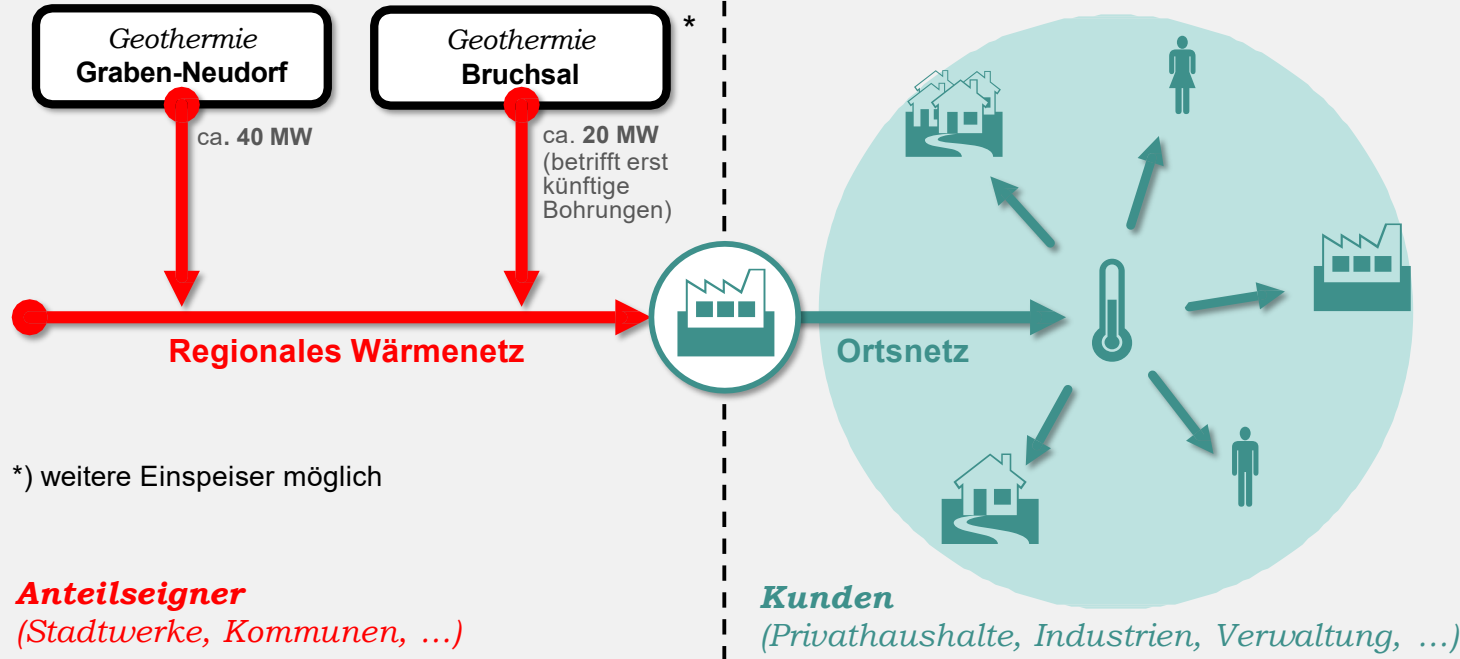 Geothermie
Graben-Neudorf
Geothermie
Bruchsal
*
ca. 40 MW
ca. 20 MW
(betrifft erst
künftige
Bohrungen)
Regionales Wärmenetz
Ortsnetz
*) weitere Einspeiser möglich
Anteilseigner
(Stadtwerke, Kommunen, …)
Kunden
(Privathaushalte, Industrien, Verwaltung, …)